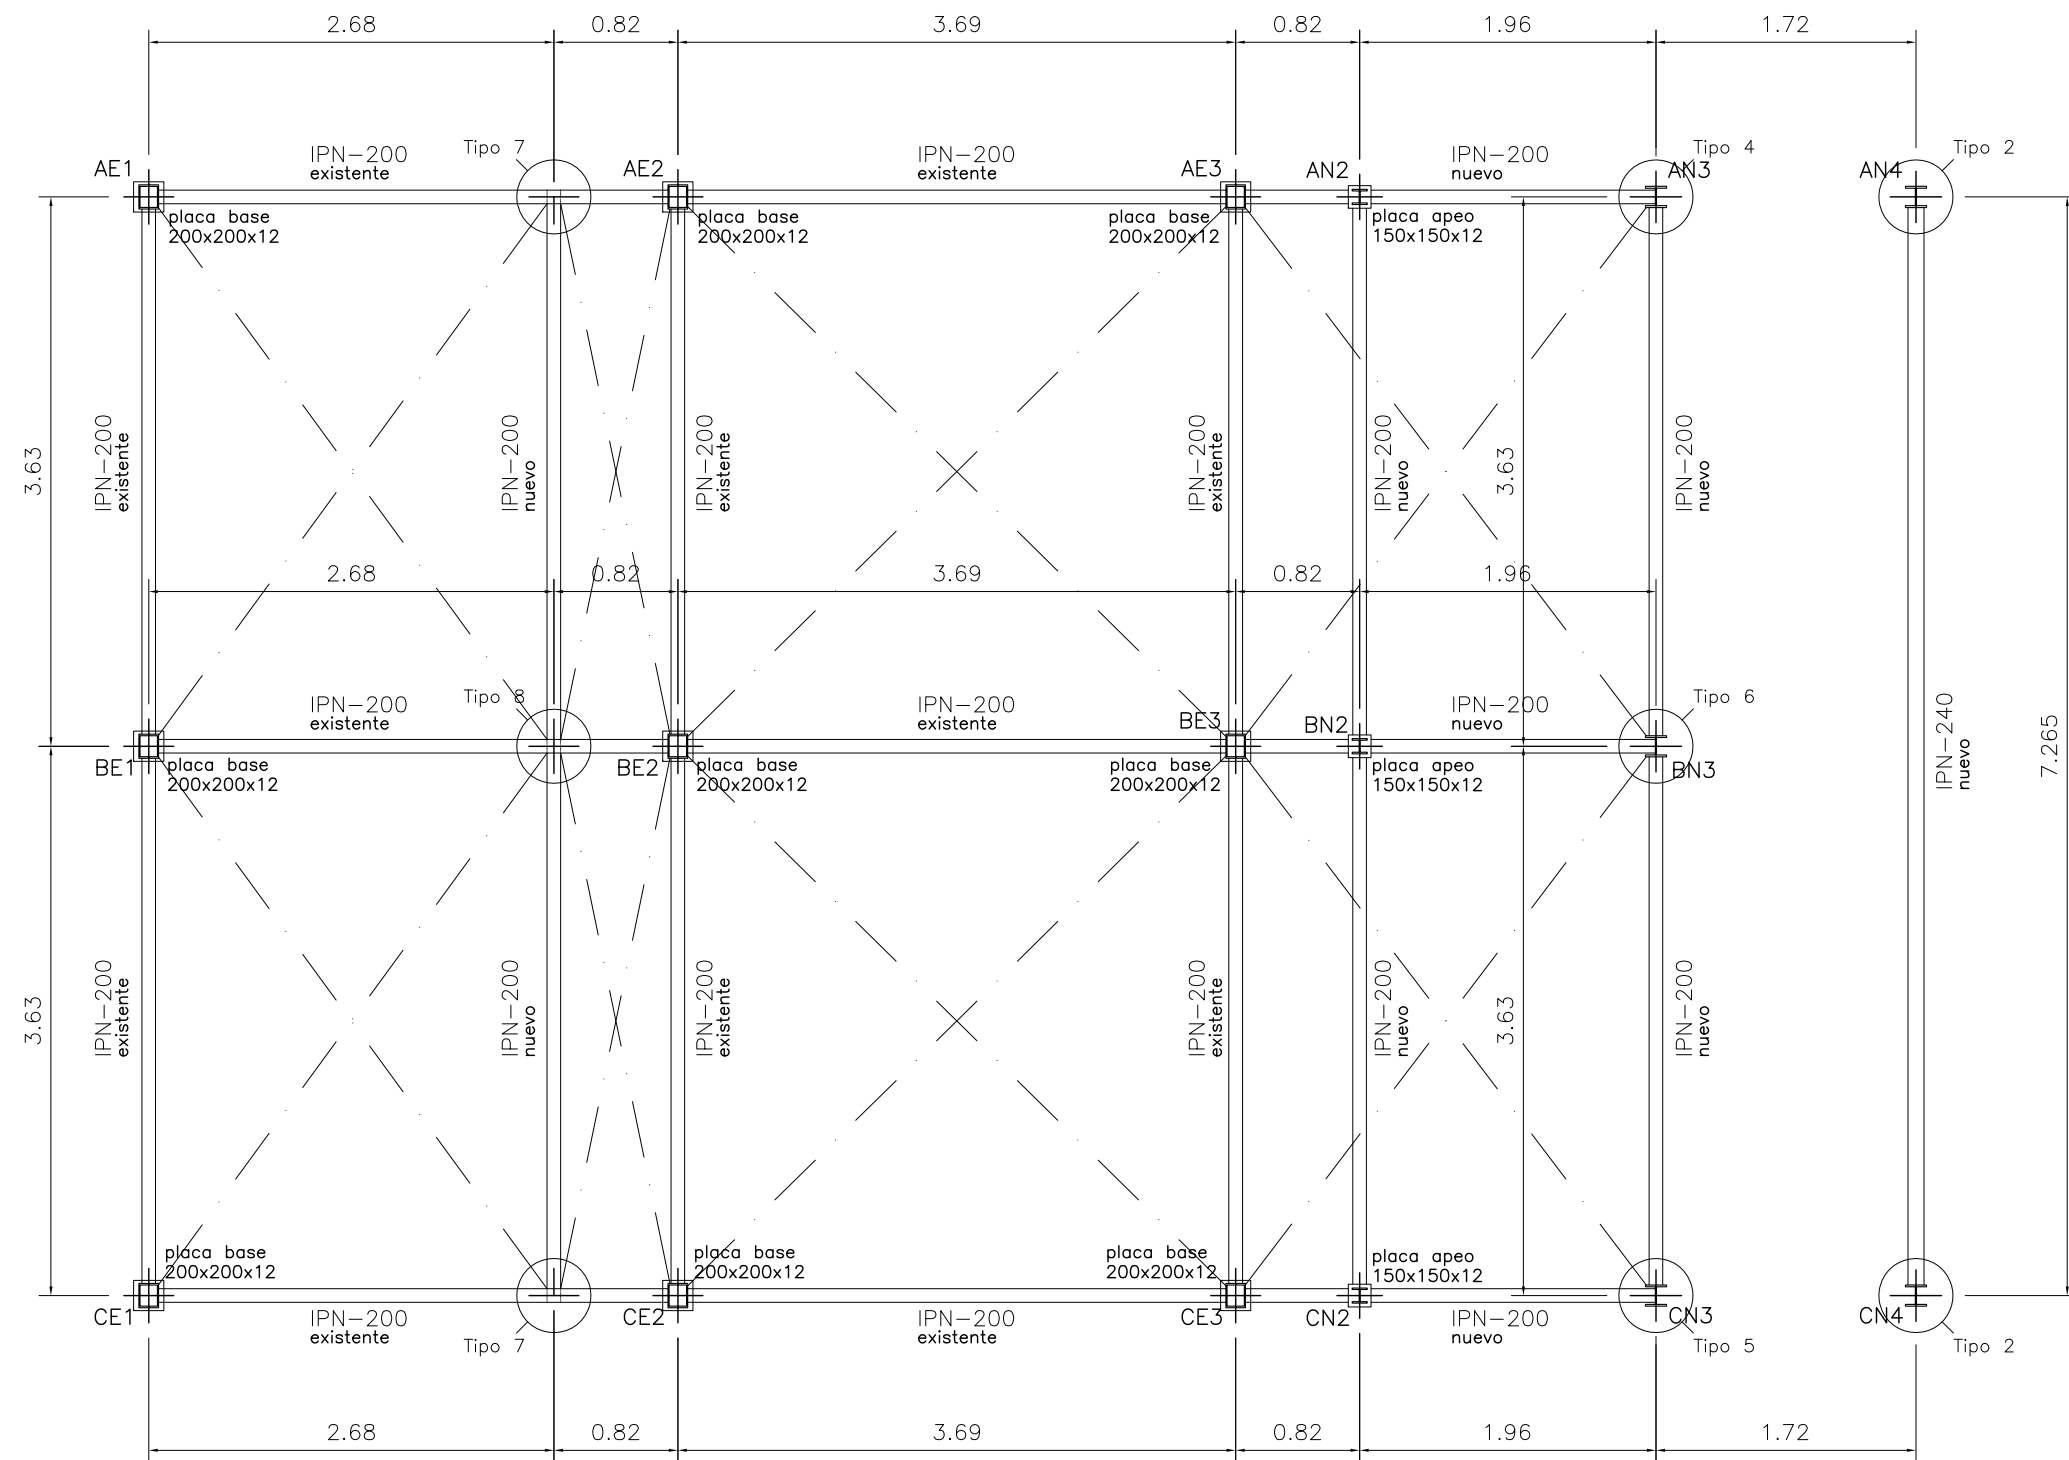 2.68 0.82 3.69 0.82 1.96 1.72
Tipo 7 Tipo 4 Tipo 2
IPN-200 IPN-200 IPN-200
existente existente nuevo
AE1 AE2 AE3 AN2 AN3 AN4
placa base placa base placa base placa apeo
200x200x12 200x200x12 200x200x12 150x150x12
3.63
IPN-200
existente
IPN-200
nuevo
IPN-200
existente
IPN-200
existente
IPN-200
nuevo
3.63
IPN-200
nuevo
2.68 0.82 3.69 0.82 1.96
Tipo 8 Tipo 6
IPN-200 IPN-200 IPN-200
existente existente nuevo
BE3 BN2
BE1 BE2 BN3
placa base placa base placa base placa apeo
200x200x12 200x200x12 200x200x12 150x150x12
IPN-240
nuevo
7.265
3.63
IPN-200
existente
IPN-200
nuevo
IPN-200
existente
IPN-200
existente
IPN-200
nuevo
3.63
IPN-200
nuevo
placa base placa base placa base placa apeo
200x200x12 200x200x12 200x200x12 150x150x12
CE1 CE2 CE3 CN2 CN3 CN4
IPN-200 IPN-200 IPN-200
existente existente nuevo
Tipo 7 Tipo 5 Tipo 2
2.68 0.82 3.69 0.82 1.96 1.72